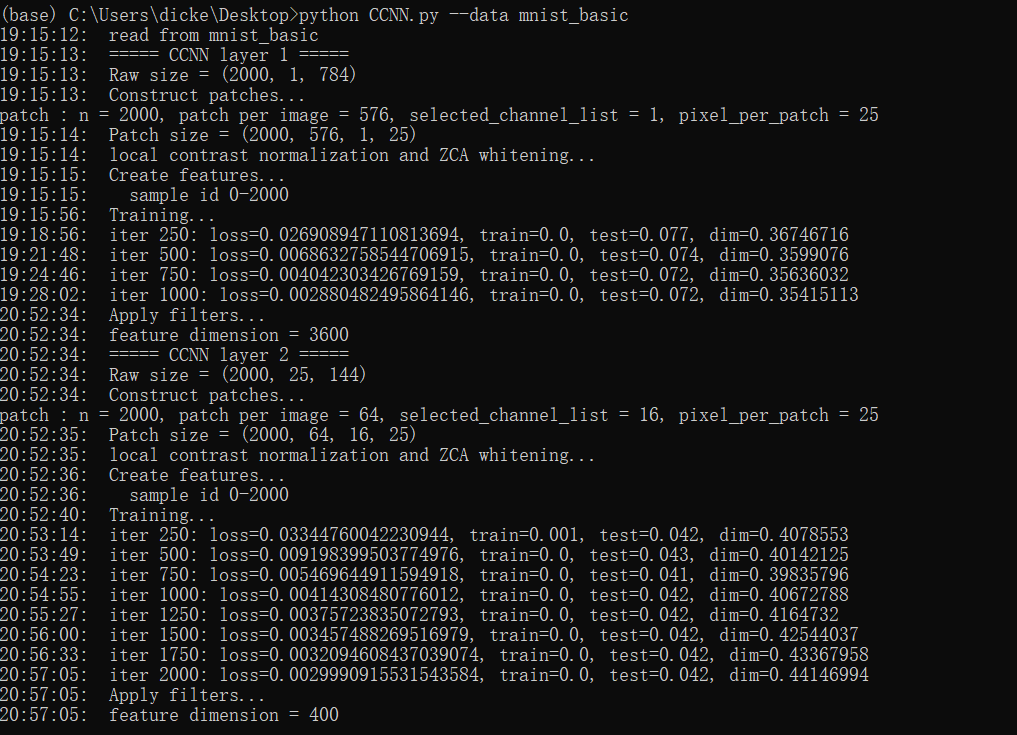 (base) C:\Users\dicke\Desktop>python CCNN.py --data mnist_basic
19:15:12:  read from mnist_basic
19:15:13:  ===== CCNN layer 1 =====
19:15:13:  Raw size = (2000, 1, 784)
19:15:13:  Construct patches...
patch : n = 2000, patch per image = 576, selected_channel_list = 1, pixel_per_patch = 25
19:15:14:  Patch size = (2000, 576, 1, 25)
19:15:14:  local contrast normalization and ZCA whitening...
19:15:15:  Create features...
19:15:15:    sample id 0-2000
19:15:56:  Training...
19:18:56:  iter 250: loss=0.026908947110813694, train=0.0, test=0.077, dim=0.36746716
19:21:48:  iter 500: loss=0.0068632758544706915, train=0.0, test=0.074, dim=0.3599076
19:24:46:  iter 750: loss=0.004042303426769159, train=0.0, test=0.072, dim=0.35636032
19:28:02:  iter 1000: loss=0.002880482495864146, train=0.0, test=0.072, dim=0.35415113
20:52:34:  Apply filters...
20:52:34:  feature dimension = 3600
20:52:34:  ===== CCNN layer 2 =====
20:52:34:  Raw size = (2000, 25, 144)
20:52:34:  Construct patches...
patch : n = 2000, patch per image = 64, selected_channel_list = 16, pixel_per_patch = 25
20:52:35:  Patch size = (2000, 64, 16, 25)
20:52:35:  local contrast normalization and ZCA whitening...
20:52:36:  Create features...
20:52:36:    sample id 0-2000
20:52:40:  Training...
20:53:14:  iter 250: loss=0.03344760042230944, train=0.001, test=0.042, dim=0.4078553
20:53:49:  iter 500: loss=0.009198399503774976, train=0.0, test=0.043, dim=0.40142125
20:54:23:  iter 750: loss=0.005469644911594918, train=0.0, test=0.041, dim=0.39835796
20:54:55:  iter 1000: loss=0.00414308480776012, train=0.0, test=0.042, dim=0.40672788
20:55:27:  iter 1250: loss=0.00375723835072793, train=0.0, test=0.042, dim=0.4164732
20:56:00:  iter 1500: loss=0.003457488269516979, train=0.0, test=0.042, dim=0.42544037
20:56:33:  iter 1750: loss=0.0032094608437039074, train=0.0, test=0.042, dim=0.43367958
20:57:05:  iter 2000: loss=0.0029990915531543584, train=0.0, test=0.042, dim=0.44146994
20:57:05:  Apply filters...
20:57:05:  feature dimension = 400